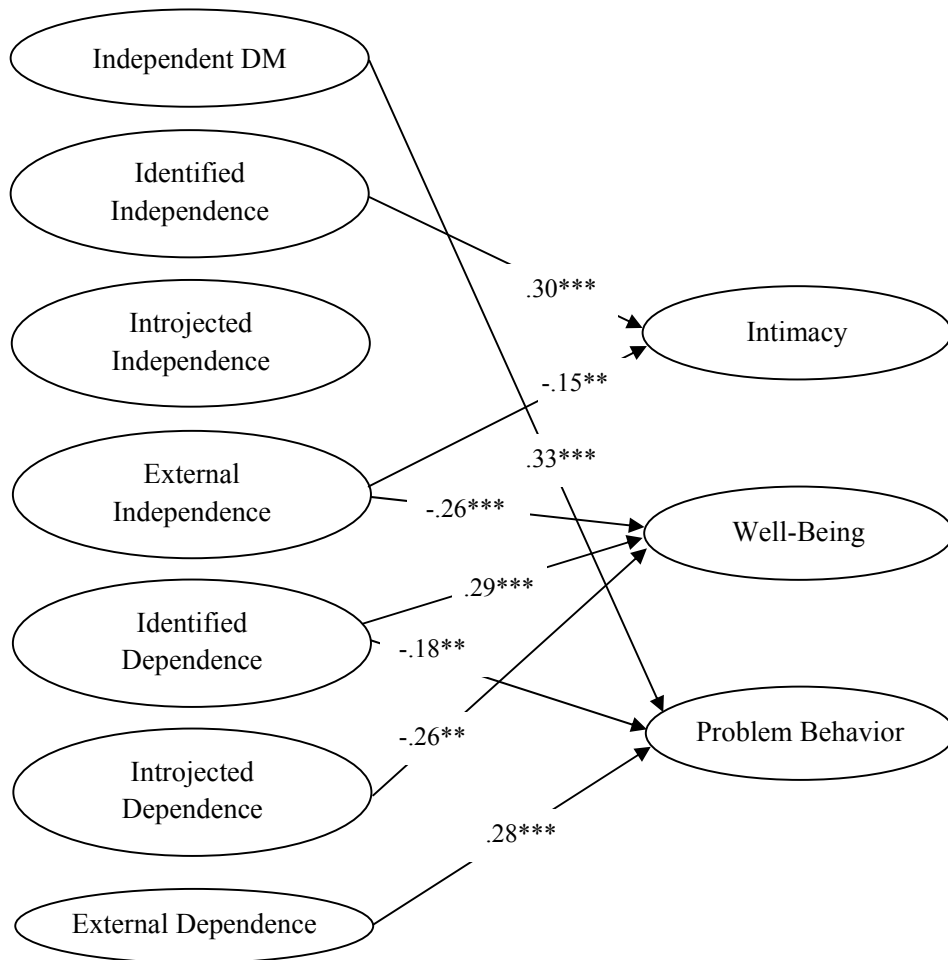 Independent DM
Identified
Independence
.30***
Introjected
Independence
Intimacy
-.15**
.33***
External
Independence
-.26***
Well-Being
.29***
Identified
Dependence
-.18**
Problem Behavior
-.26**
Introjected
Dependence
.28***
External Dependence